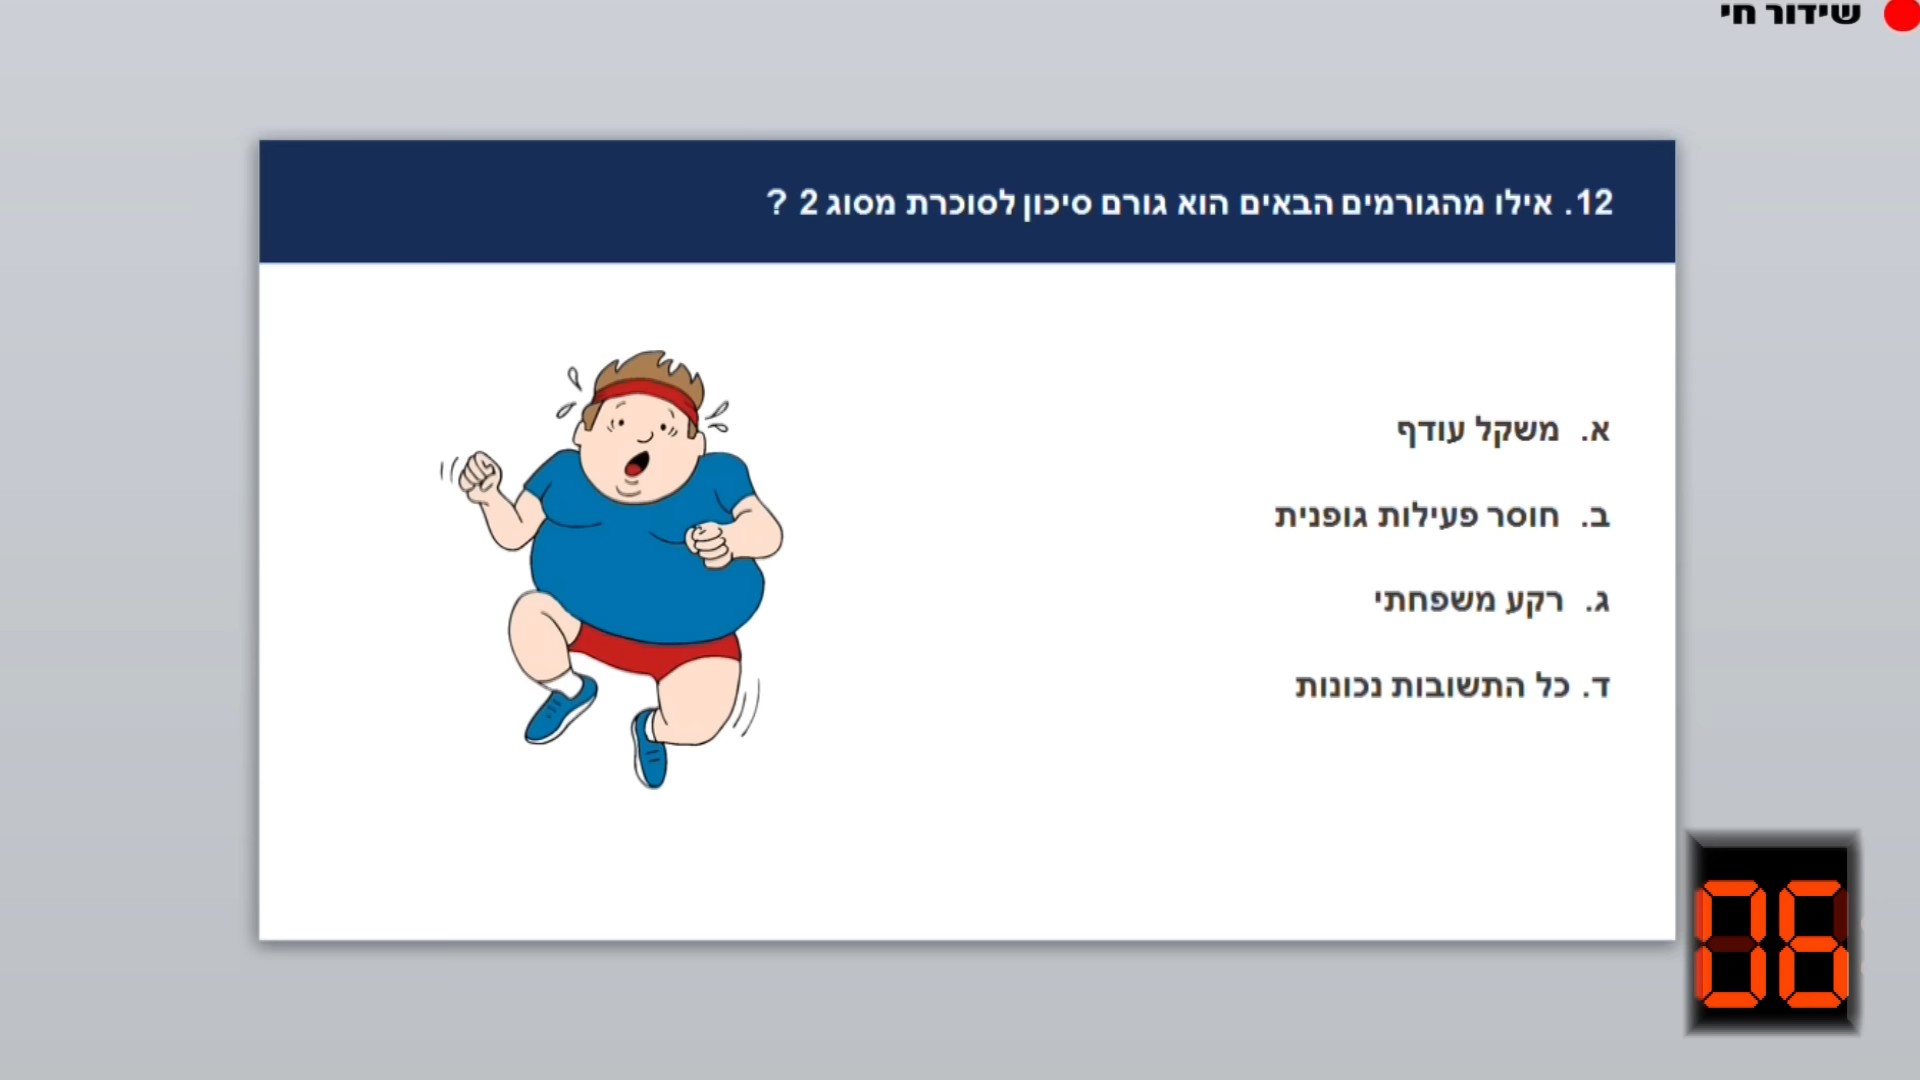 שידור חי
12. אילו מהגורמים הבאים הוא גורם סיכון לסוכרת מסוג 2 ?
א. משקל עודף
ב. חוסר פעילות גופנית
ג. רקע משפחתי
ד. כל התשובות נכונות
06